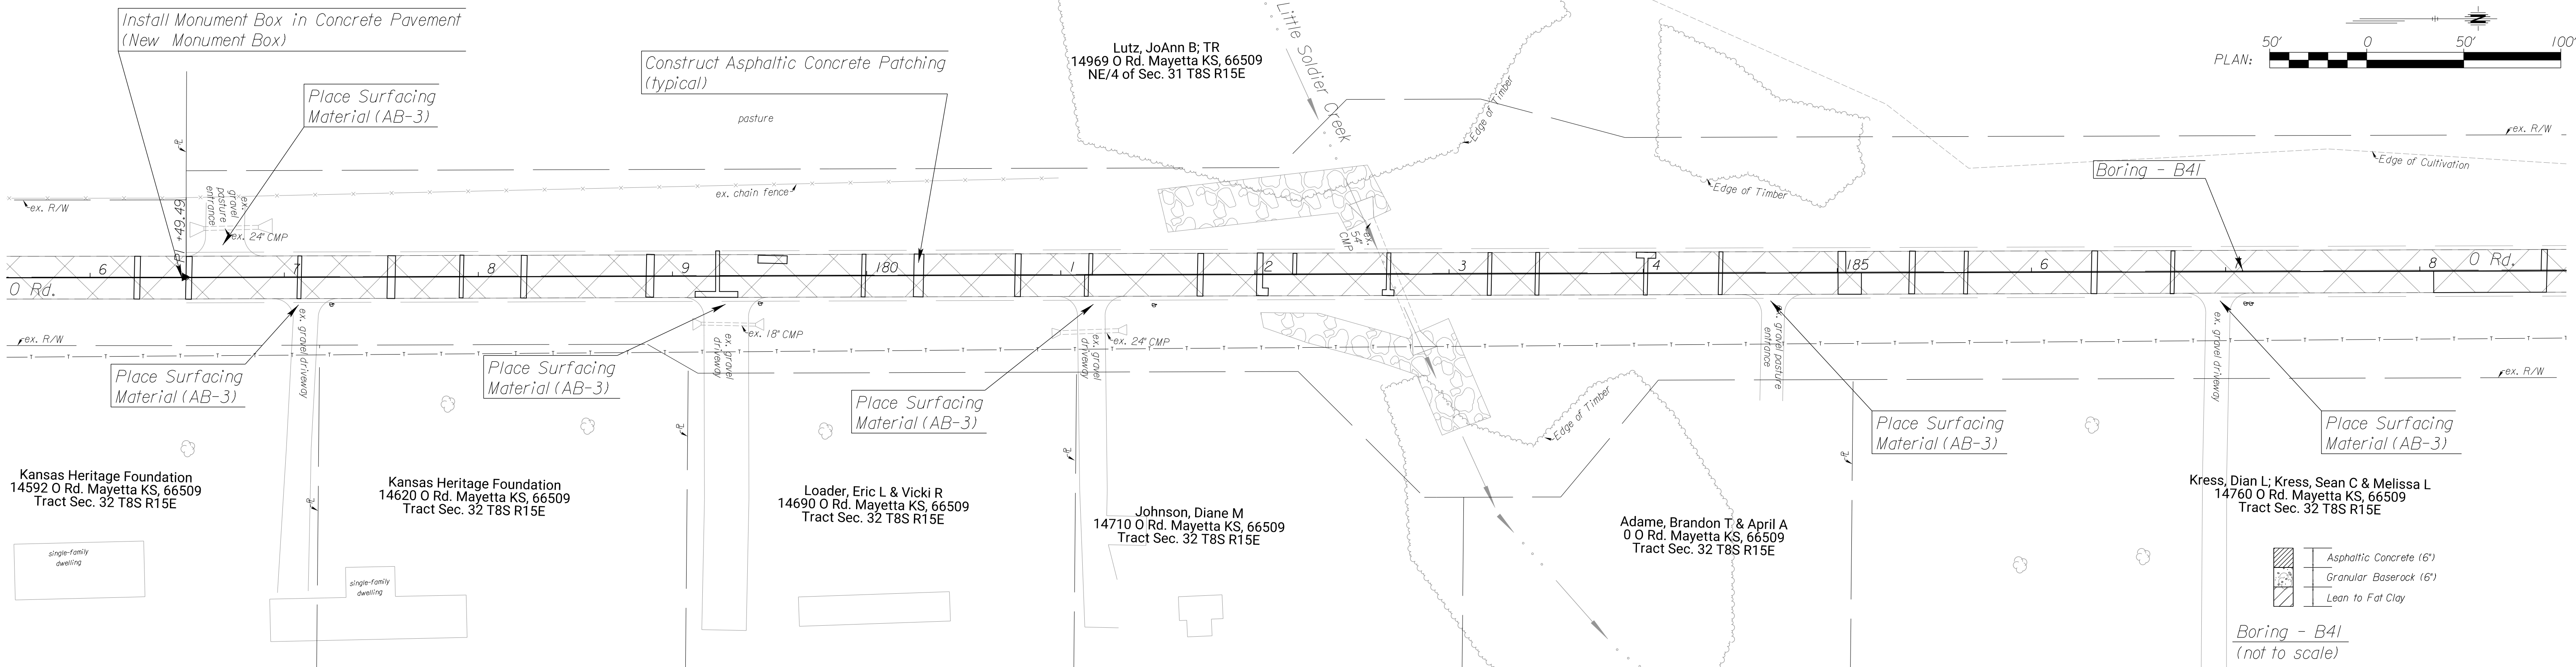 Install Monument Box in Concrete Pavement
(New Monument Box)
Place Surfacing
Material (AB-3)
Construct Asphaltic Concrete Patching
(typical)
pasture
Lutz, JoAnn B; TR
14969 O Rd. Mayetta KS, 66509
NE/4 of Sec. 31 T8S R15E
Little Soldier Creek
Edge of Timber
Edge of Timber
N
PLAN:
50' 0 50' 100'
ex. R/W
Edge of Cultivation
Boring - B41
ex. R/W
+49.49
ex.
gravel
pasture
entrance
ex. 24" CMP
ex. chain fence
ex.
54"
CMP
6 7 8 9 180 1 2 3 4 185 6 8
O Rd.
O Rd.
ex. R/W
ex. gravel driveway
ex. gravel
driveway
ex. 18" CMP
ex. gravel
driveway
ex. 24" CMP
ex. gravel pasture
entrance
ex. gravel driveway
ex. R/W
Place Surfacing
Material (AB-3)
Place Surfacing
Material (AB-3)
Place Surfacing
Material (AB-3)
Edge of Timber
Place Surfacing
Material (AB-3)
Place Surfacing
Material (AB-3)
Kansas Heritage Foundation
14592 O Rd. Mayetta KS, 66509
Tract Sec. 32 T8S R15E
Kansas Heritage Foundation
14620 O Rd. Mayetta KS, 66509
Tract Sec. 32 T8S R15E
Loader, Eric L & Vicki R
14690 O Rd. Mayetta KS, 66509
Tract Sec. 32 T8S R15E
Johnson, Diane M
14710 O Rd. Mayetta KS, 66509
Tract Sec. 32 T8S R15E
Adame, Brandon T & April A
0 O Rd. Mayetta KS, 66509
Tract Sec. 32 T8S R15E
Kress, Dian L; Kress, Sean C & Melissa L
14760 O Rd. Mayetta KS, 66509
Tract Sec. 32 T8S R15E
single-family
dwelling
single-family
dwelling
Asphaltic Concrete (6")
Granular Baserock (6")
Lean to Fat Clay
Boring - B41
(not to scale)